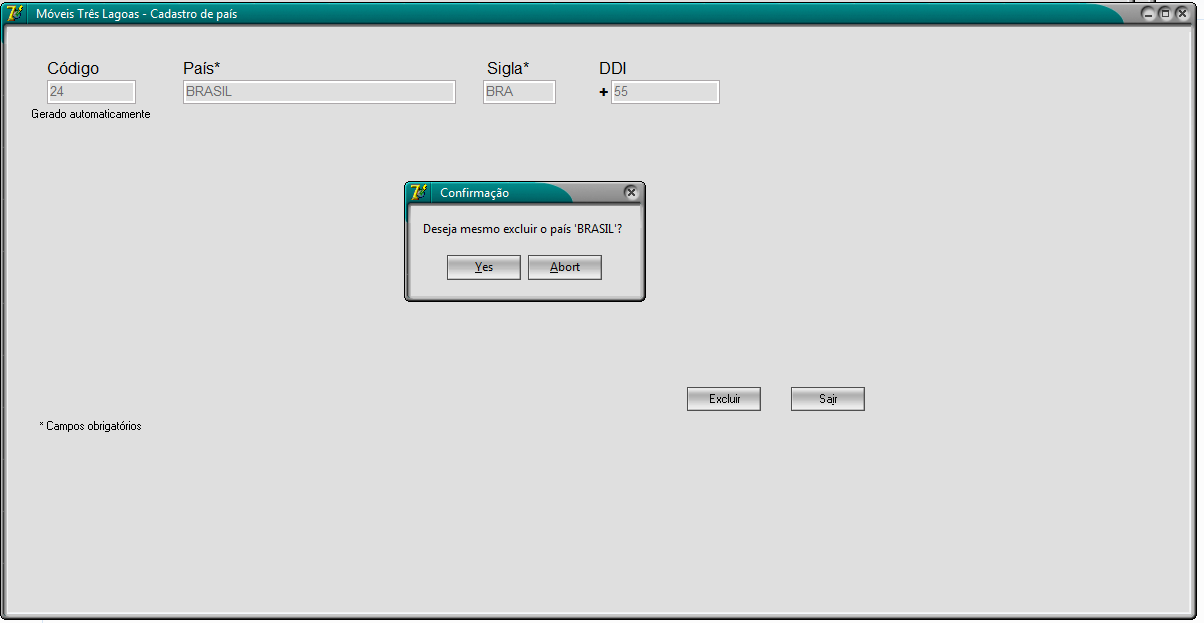 Móveis Três Lagoas - Cadastro de país
Código País* Sigla* DDI
24 BRASIL BRA + 55
Gerado automaticamente
Confirmação
Deseja mesmo excluir o país 'BRASIL'?
Yes Abort
Excluir Sair
* Campos obrigatórios